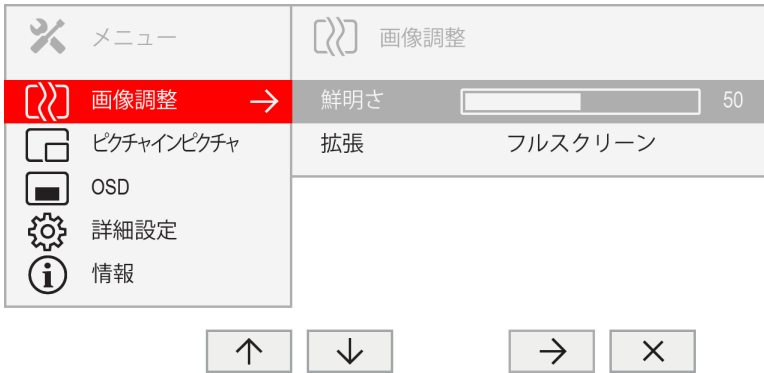 メニュー
画像調整
ピクチャインピクチャ
OSD
詳細設定
情報
画像調整
鮮明さ 50
拡張 フルスクリーン